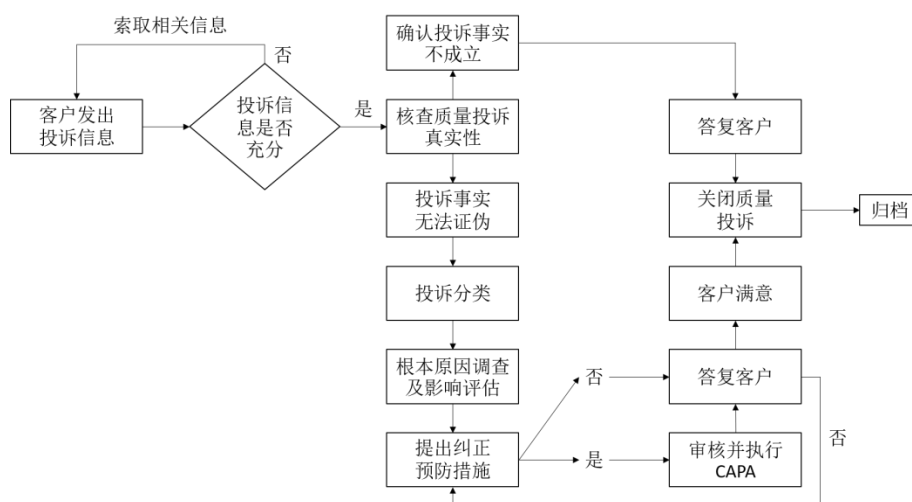 索取相关信息
否
客户发出
投诉信息
投诉信
息是否
充分
是
确认投诉事实
不成立
核查质量投诉
真实性
投诉事实
无法证伪
投诉分类
根本原因调查
及影响评估
提出纠正
预防措施
否
是
答复客户
关闭质量
投诉
归档
客户满意
答复客户
审核并执行
CAPA
否